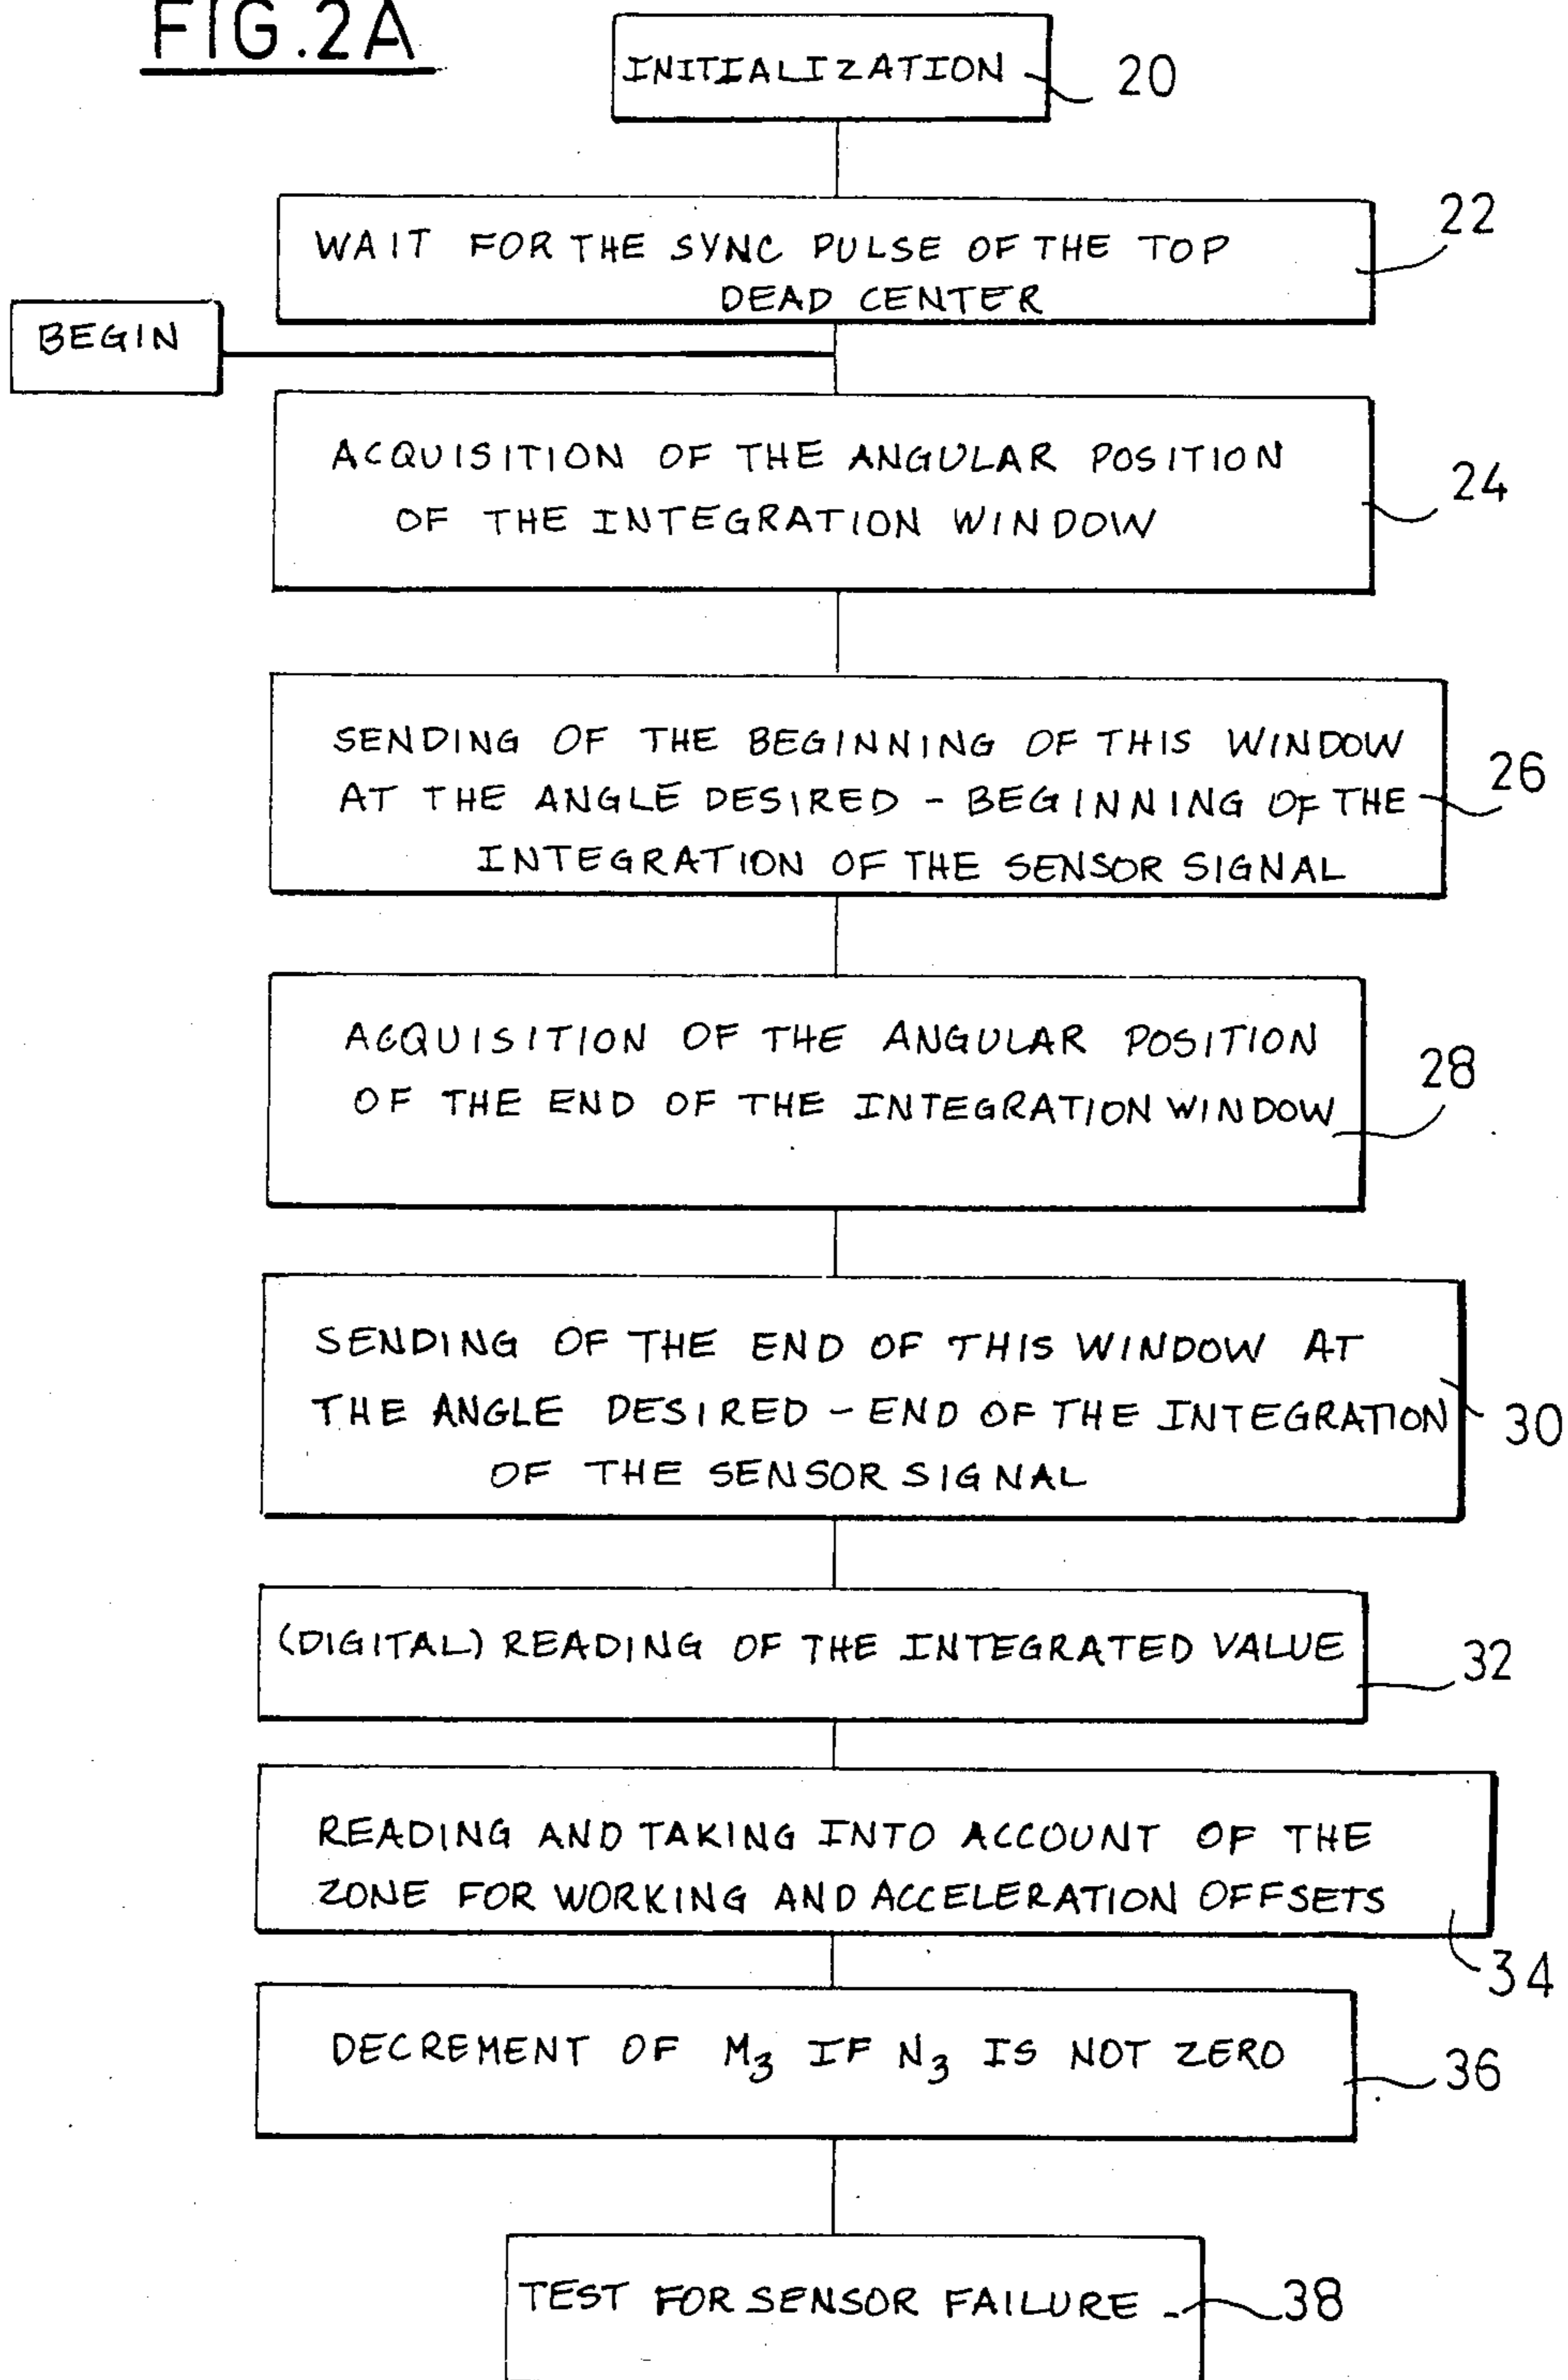 FIG.2A
INITIALIZATION
20
WAIT FOR THE SYNC PULSE OF THE TOP
DEAD CENTER
22
BEGIN
ACQUISITION OF THE ANGULAR POSITION
OF THE INTEGRATION WINDOW
24
SENDING OF THE BEGINNING OF THIS WINDOW
AT THE ANGLE DESIRED - BEGINNING OF THE
INTEGRATION OF THE SENSOR SIGNAL
26
ACQUISITION OF THE ANGULAR POSITION
OF THE END OF THE INTEGRATION WINDOW
28
SENDING OF THE END OF THIS WINDOW AT
THE ANGLE DESIRED - END OF THE INTEGRATION
OF THE SENSOR SIGNAL
30
(DIGITAL) READING OF THE INTEGRATED VALUE
32
READING AND TAKING INTO ACCOUNT OF THE
ZONE FOR WORKING AND ACCELERATION OFFSETS
34
DECREMENT OF M₃ IF N₃ IS NOT ZERO
36
TEST FOR SENSOR FAILURE
38